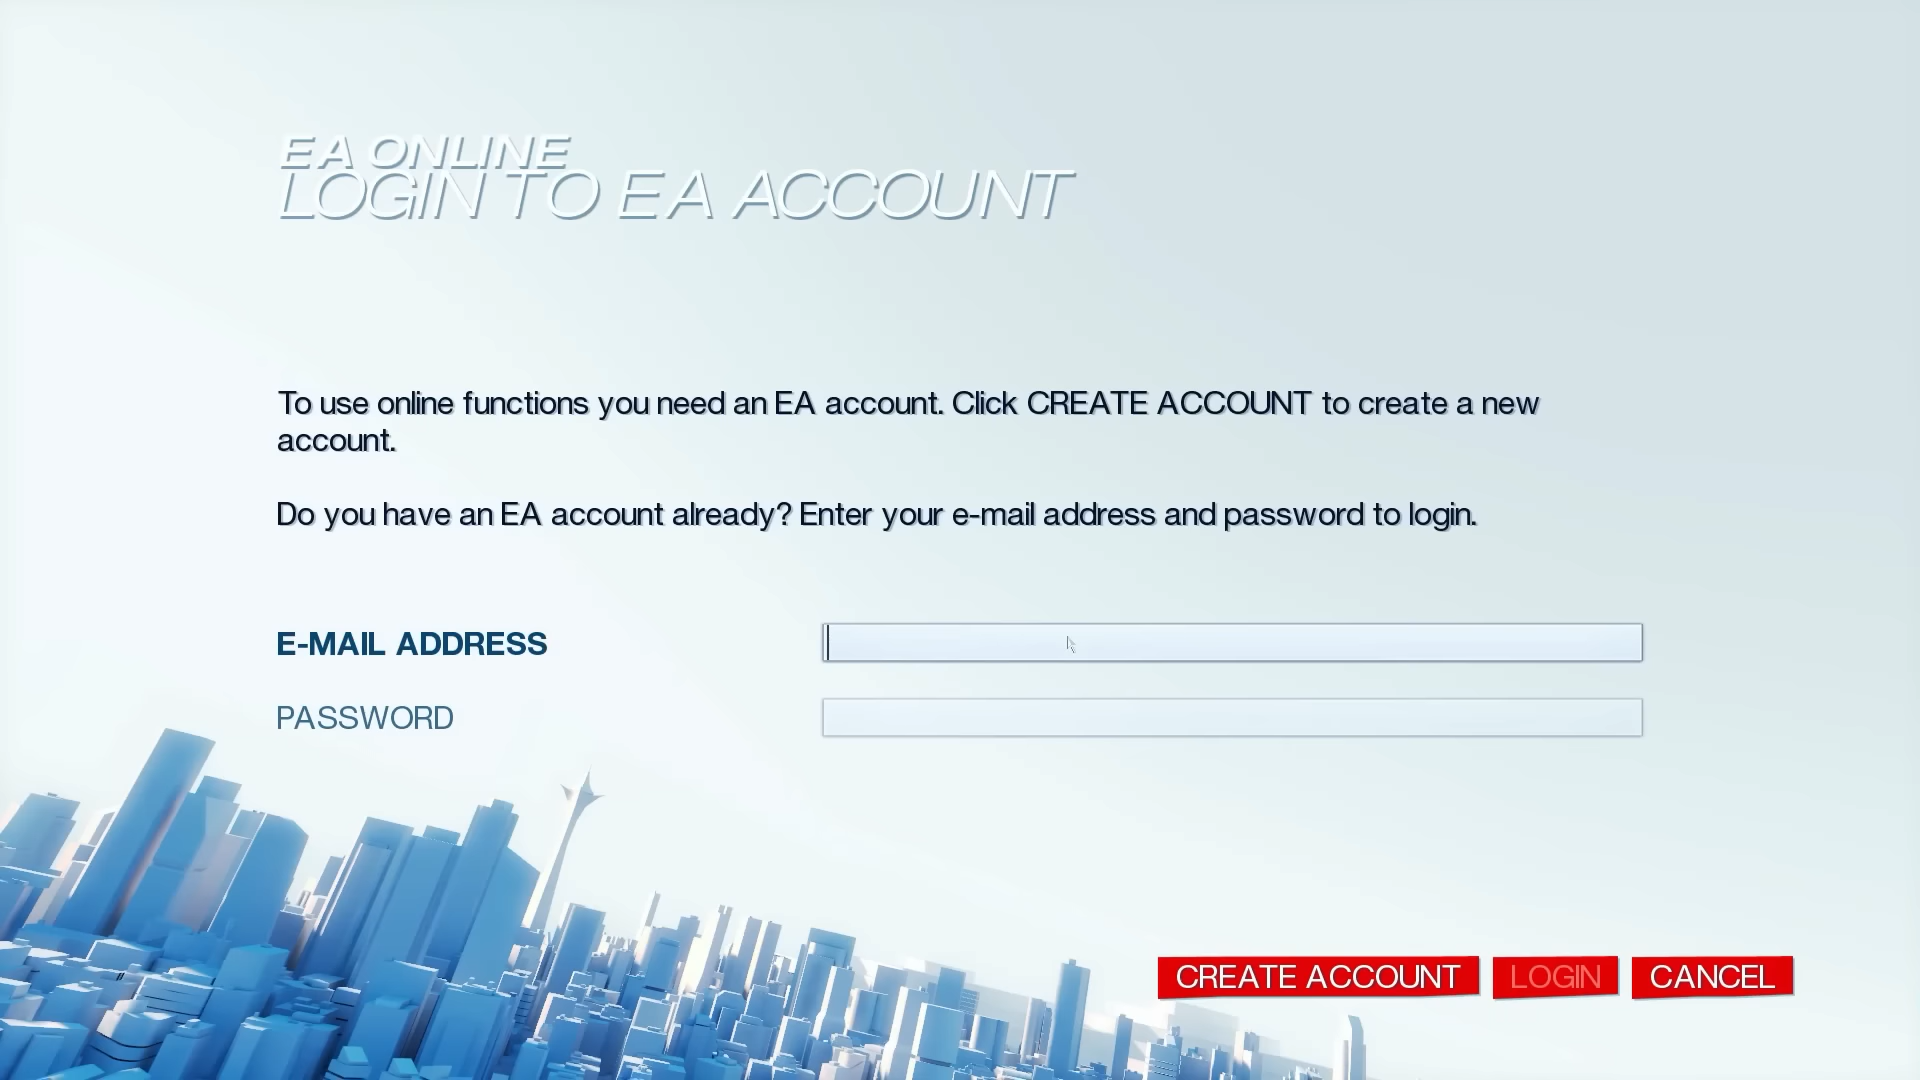 EA ONLINE
LOGIN TO EA ACCOUNT
To use online functions you need an EA account. Click CREATE ACCOUNT to create a new
account.
Do you have an EA account already? Enter your e-mail address and password to login.
E-MAIL ADDRESS
PASSWORD
CREATE ACCOUNT LOGIN CANCEL